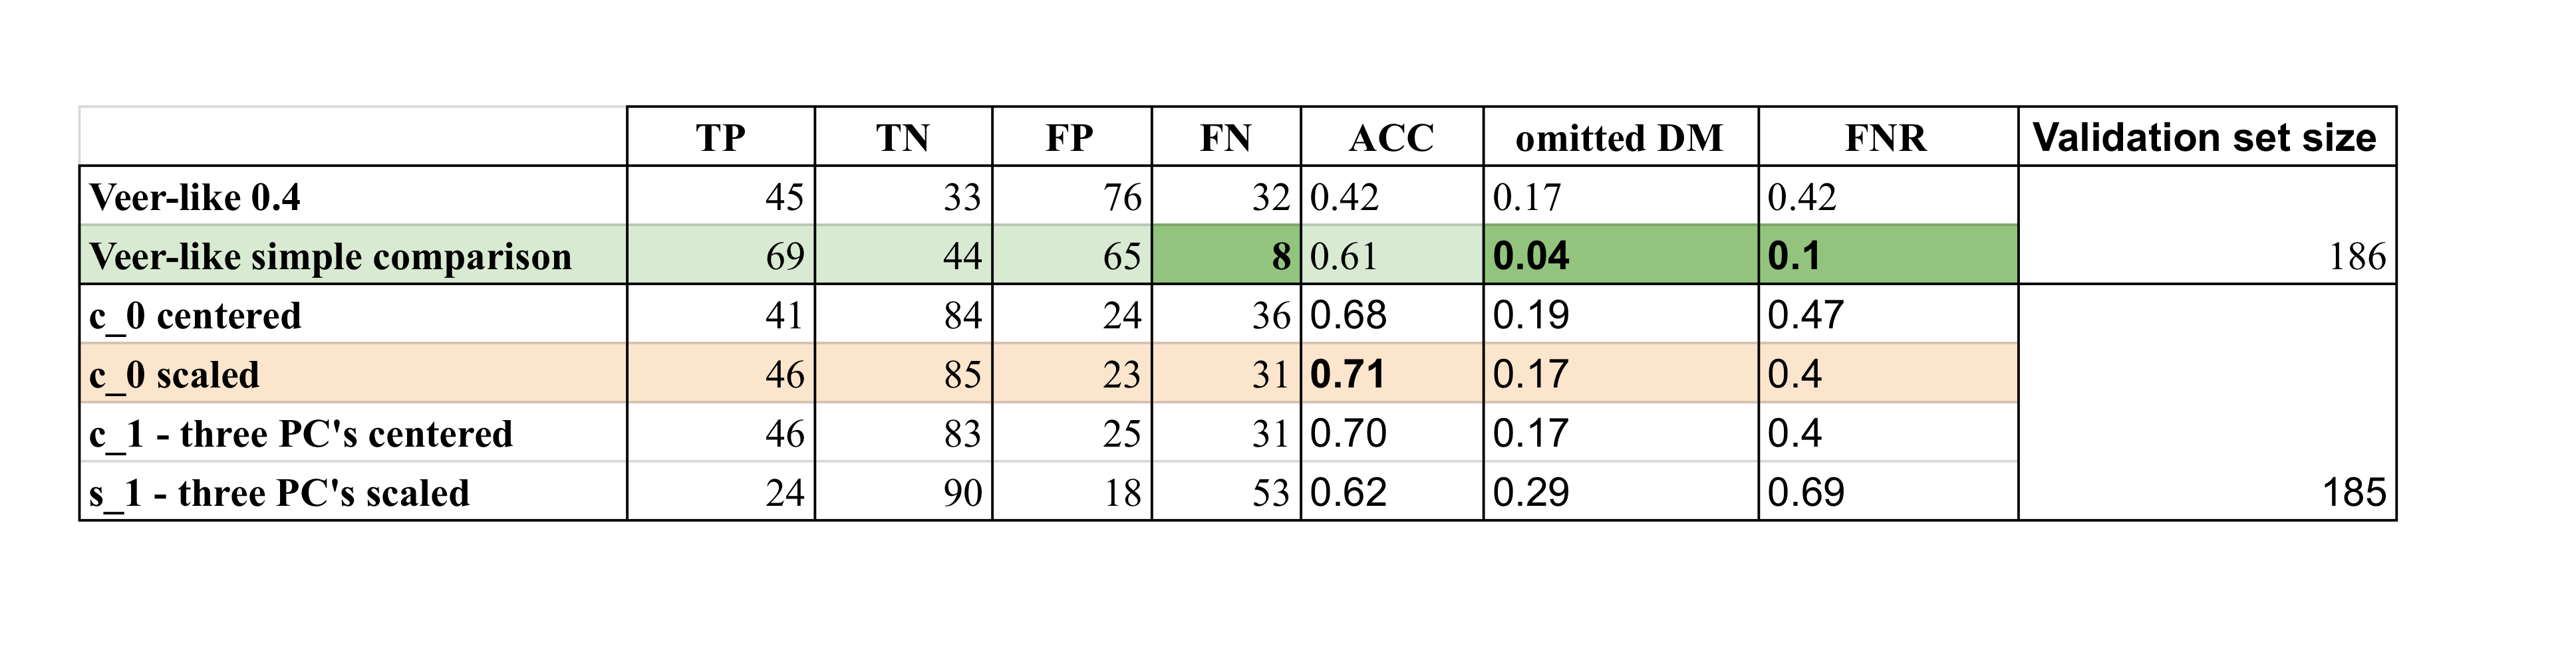 TP TN FP FN ACC omitted DM FNR Validation set size
Veer-like 0.4 45 33 76 32 0.42 0.17 0.42
Veer-like simple comparison 69 44 65 8 0.61 0.04 0.1 186
c_0 centered 41 84 24 36 0.68 0.19 0.47
c_0 scaled 46 85 23 31 0.71 0.17 0.4
c_1 - three PC's centered 46 83 25 31 0.70 0.17 0.4
s_1 - three PC's scaled 24 90 18 53 0.62 0.29 0.69 185